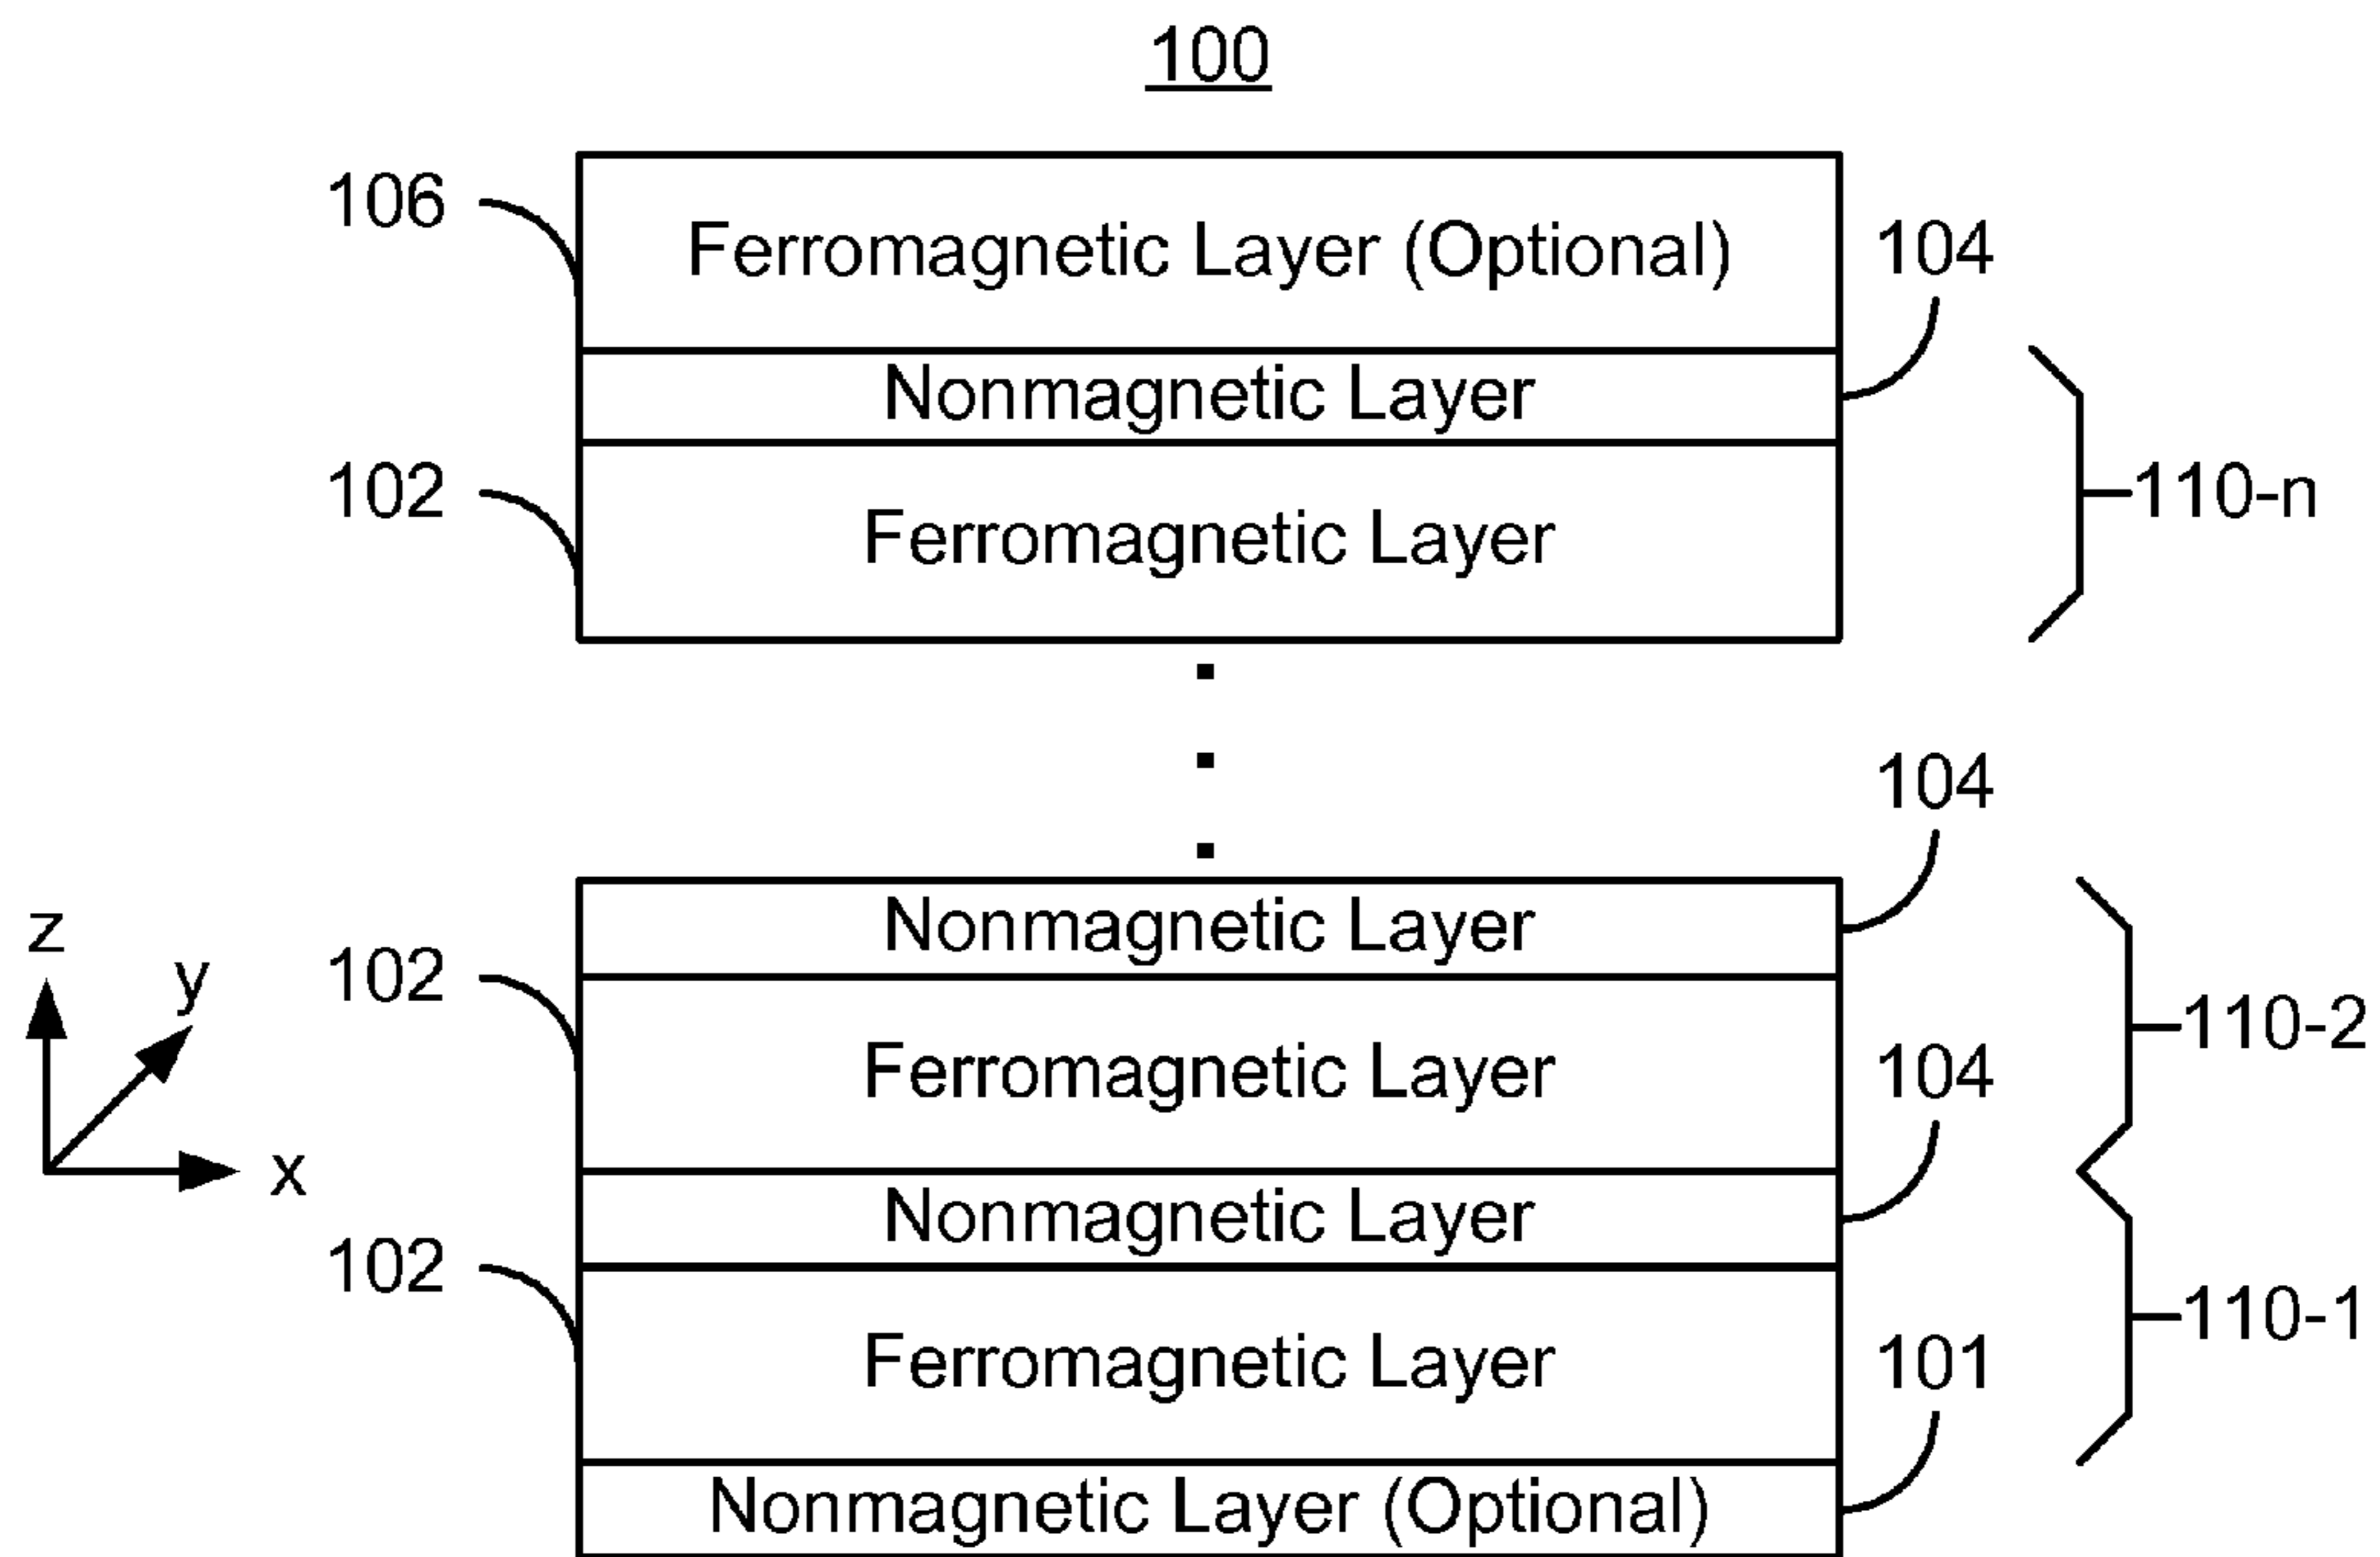 100
106
Ferromagnetic Layer (Optional)
104
Nonmagnetic Layer
102
Ferromagnetic Layer
110-n
104
Nonmagnetic Layer
z
y
x
102
Ferromagnetic Layer
110-2
104
Nonmagnetic Layer
102
Ferromagnetic Layer
110-1
101
Nonmagnetic Layer (Optional)